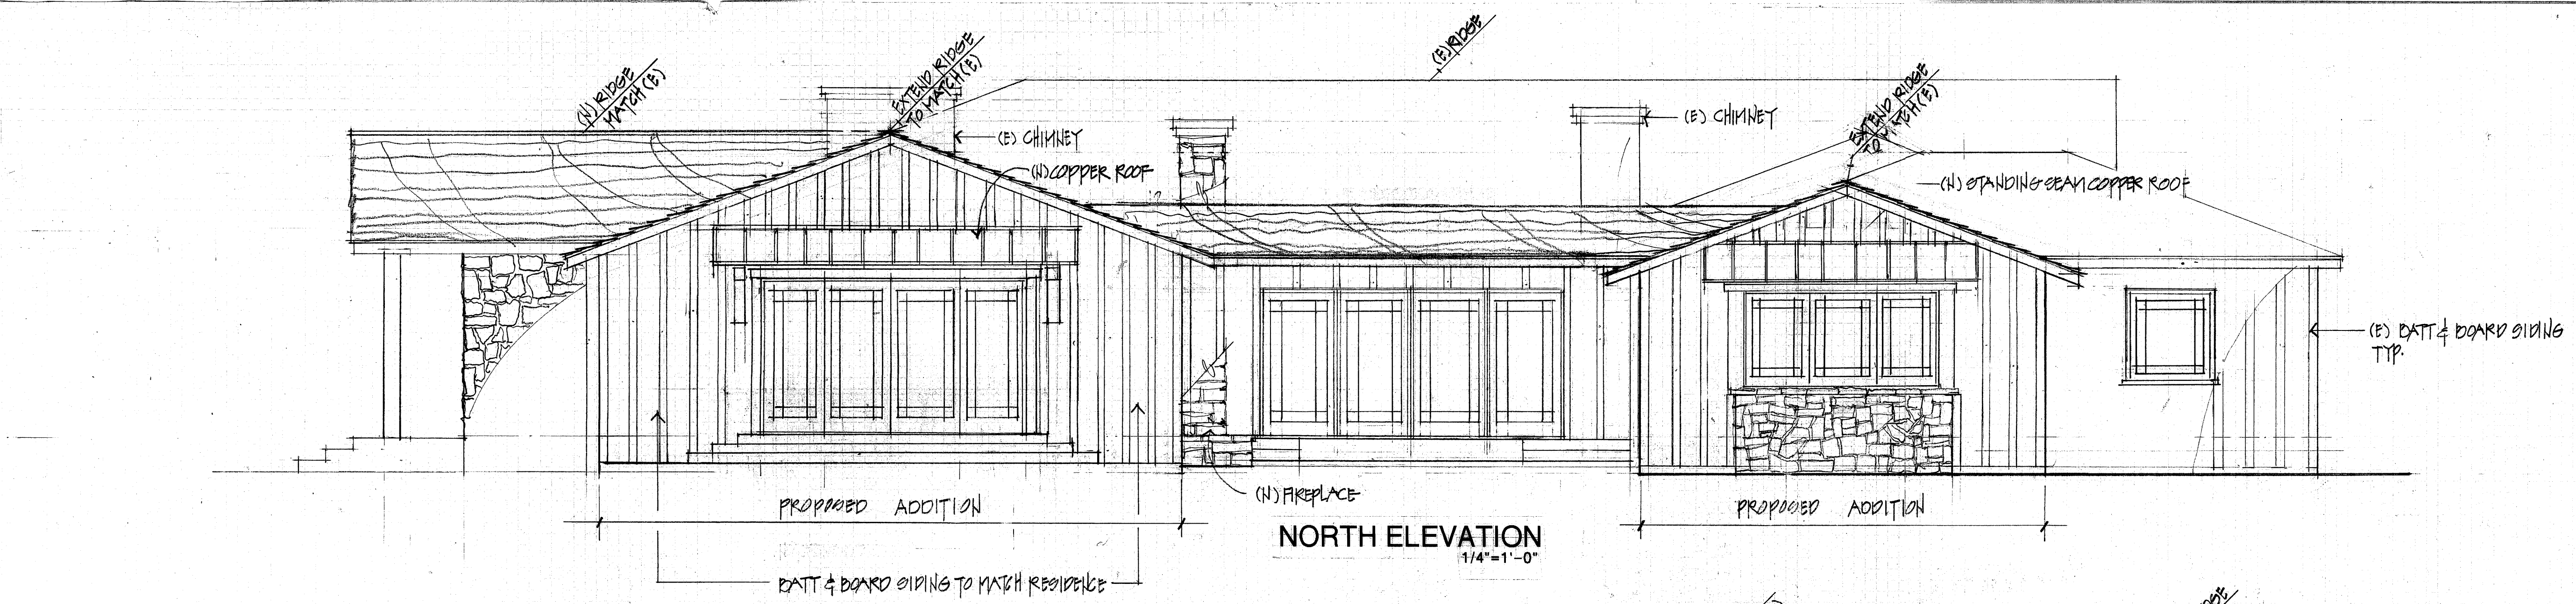 (E) RIDGE
(N) RIDGE
MATCH (E)
EXTEND RIDGE
TO MATCH (E)
EXTEND RIDGE
TO MATCH (E)
(E) CHIMNEY
(E) CHIMNEY
(N) COPPER ROOF
(N) STANDING SEAM COPPER ROOF
(E) BATT & BOARD SIDING
TYP.
(N) FIREPLACE
PROPOSED ADDITION
PROPOSED ADDITION
NORTH ELEVATION
1/4"=1'-0"
BATT & BOARD SIDING TO MATCH RESIDENCE